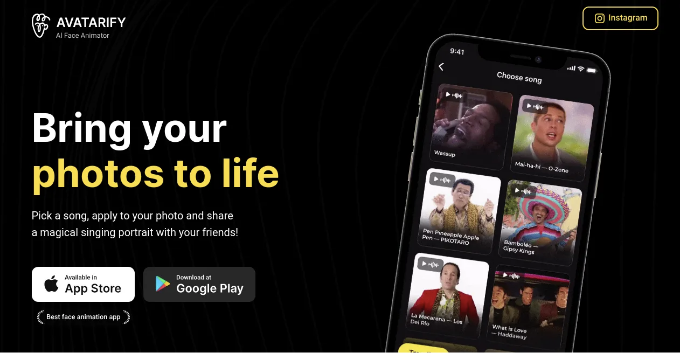 AVATARIFY
AI Face Animator
Instagram
Bring your
photos to life
Pick a song, apply to your photo and share
a magical singing portrait with your friends!
Available in
App Store
Download at
Google Play
Best face animation app
9:41
Choose song
Wassup
Mai-ha-hi — O-Zone
Pen Pineapple Apple
Pen — PIKOTARO
Bamboléo —
Gipsy Kings
La Macarena — Los
Del Rio
What is Love
— Haddaway